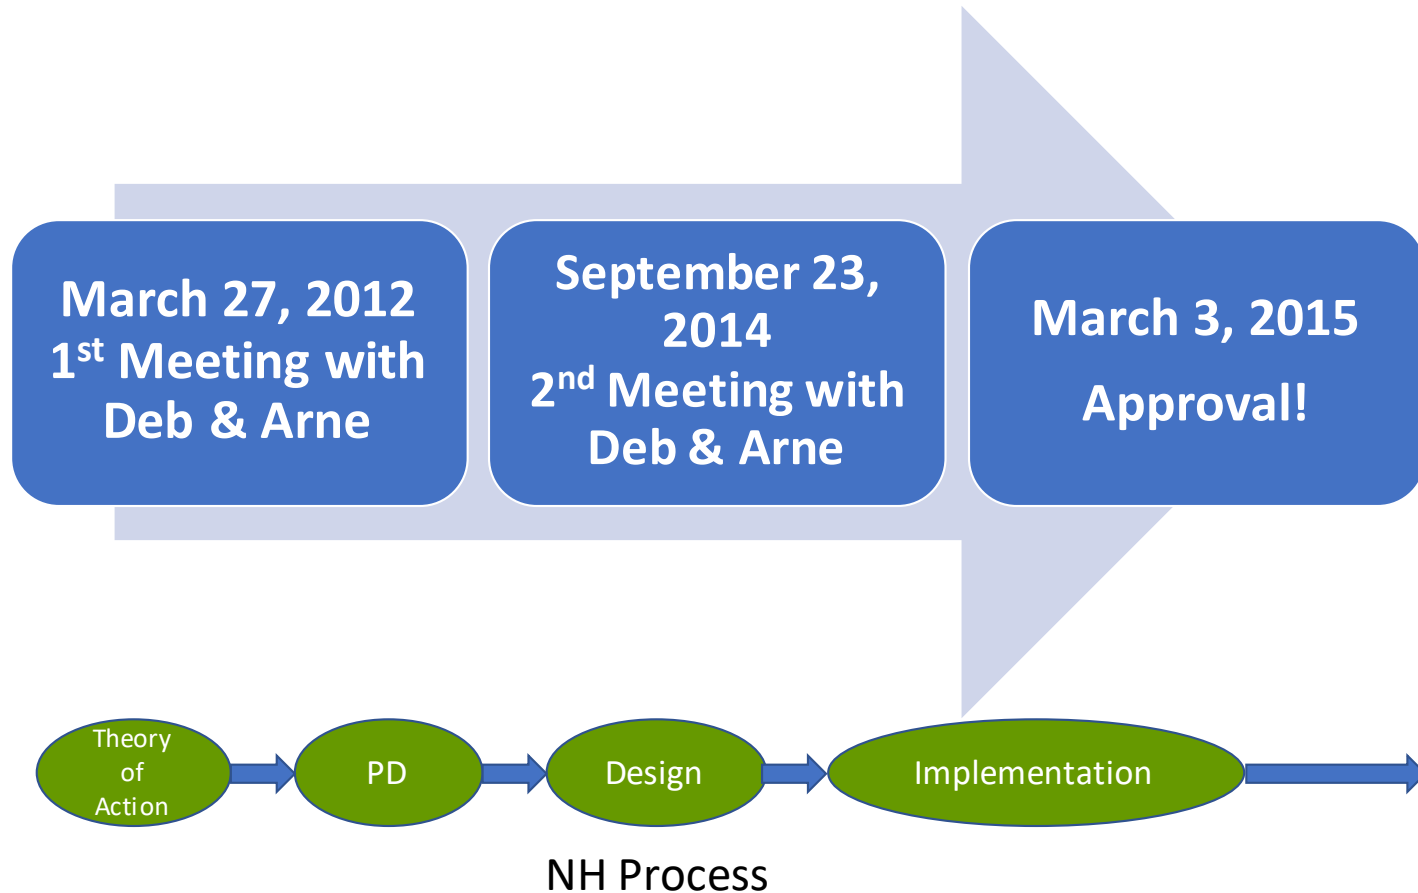 March 27, 2012
1st Meeting with
Deb & Arne
September 23,
2014
2nd Meeting with
Deb & Arne
March 3, 2015
Approval!
Theory
of
Action
PD
Design
Implementation
NH Process